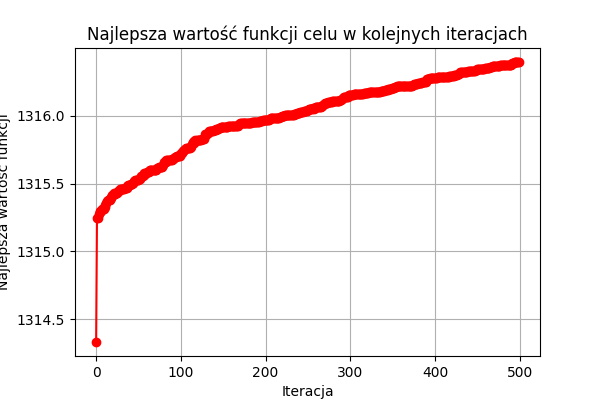 Najlepsza wartość funkcji celu w kolejnych iteracjach
Najlepsza wartość funkcji
1316.0
1315.5
1315.0
1314.5
0 100 200 300 400 500
Iteracja